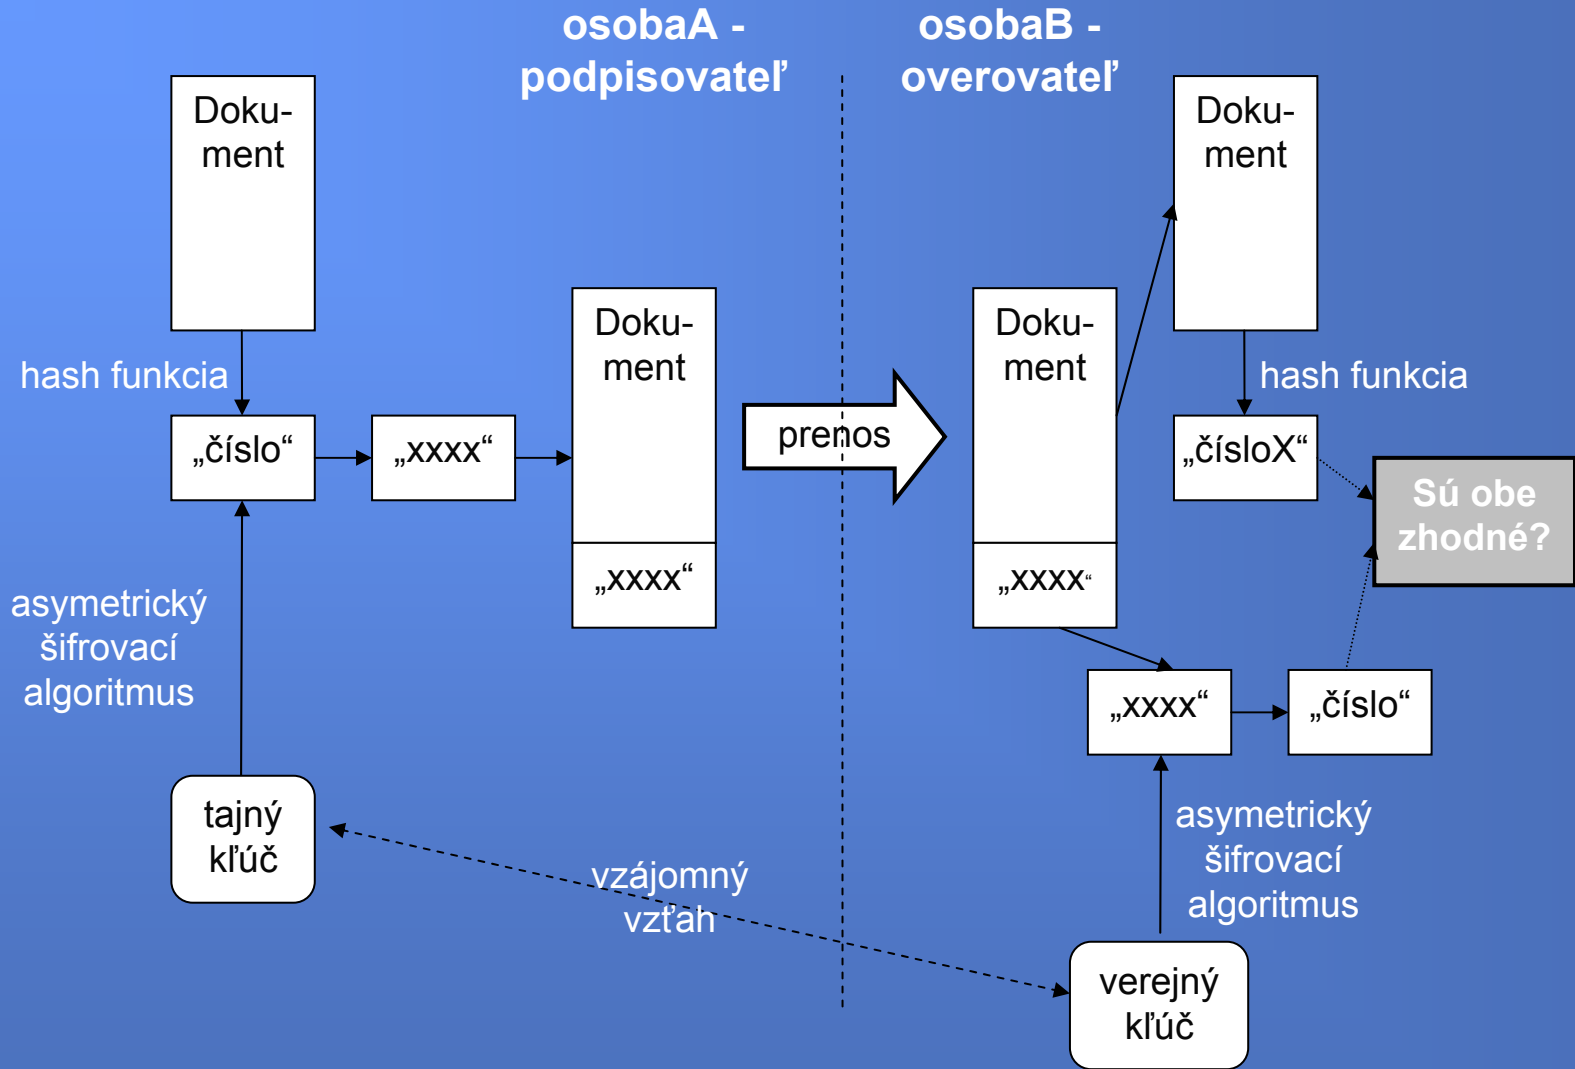 osobaA -
podpisovateľ
osobaB -
overovateľ
Doku-
ment
hash funkcia
„číslo“
„xxxx“
Doku-
ment
„xxxx“
asymetrický
šifrovací
algoritmus
tajný
kľúč
vzájomný
vzťah
prenos
Doku-
ment
„xxxx“
Doku-
ment
hash funkcia
„čísloX“
Sú obe
zhodné?
„xxxx“
„číslo“
asymetrický
šifrovací
algoritmus
verejný
kľúč